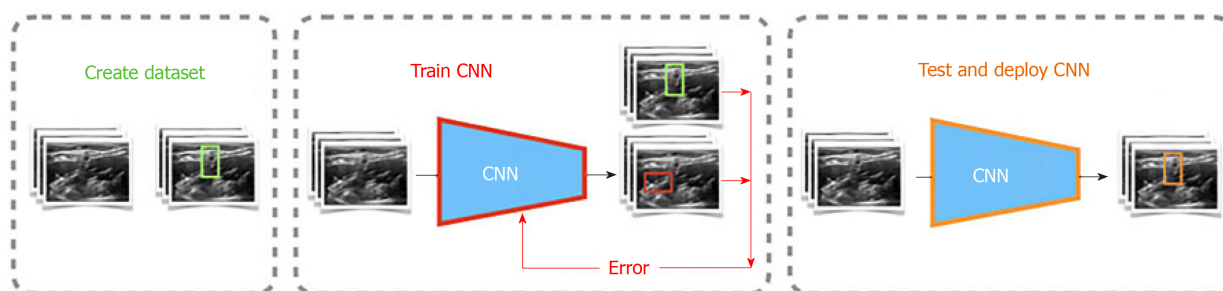 Create dataset
Train CNN
CNN
Error
Test and deploy CNN
CNN